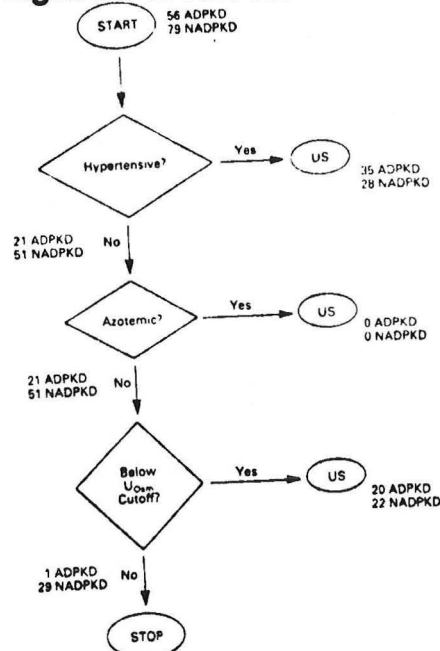 START
56 ADPKD
79 NADPKD
Hypertensive?
Yes
US
35 ADPKD
28 NADPKD
21 ADPKD
51 NADPKD
No
Azotemic?
Yes
US
0 ADPKD
0 NADPKD
21 ADPKD
51 NADPKD
No
Below
UOsm
Cutoff?
Yes
US
20 ADPKD
22 NADPKD
1 ADPKD
29 NADPKD
No
STOP